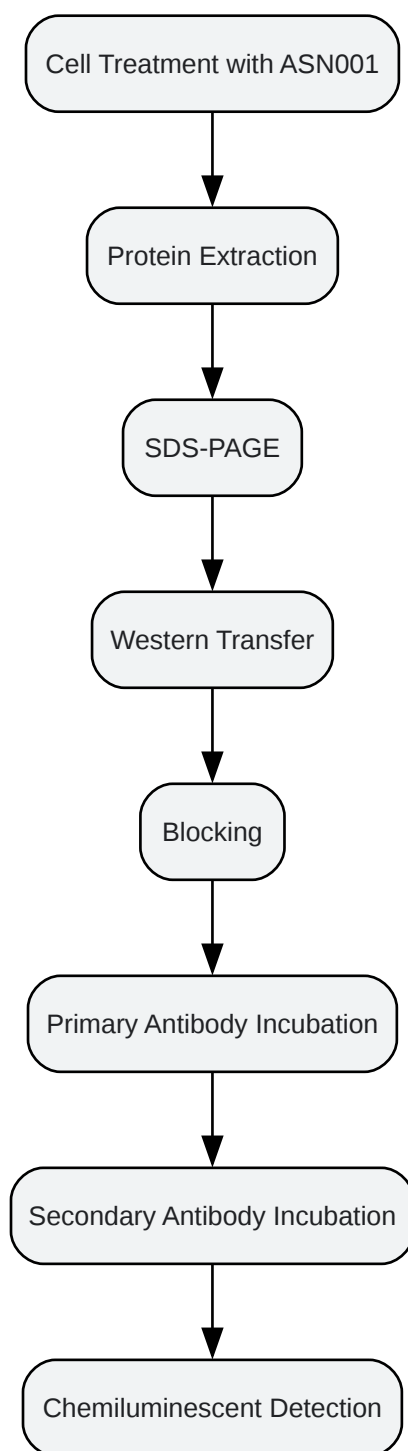 Cell Treatment with ASN001
Protein Extraction
SDS-PAGE
Western Transfer
Blocking
Primary Antibody Incubation
Secondary Antibody Incubation
Chemiluminescent Detection